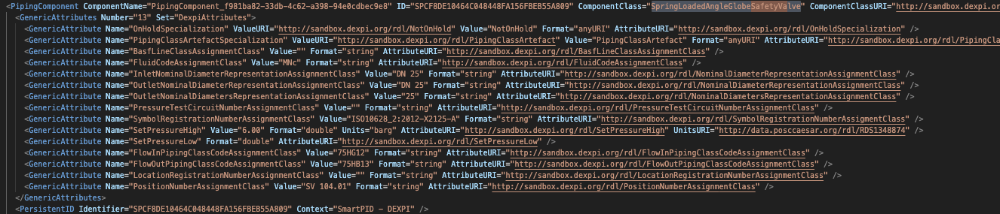 <PipingComponent ComponentName="PipingComponent_f981ba82-33db-4c62-a398-94e0cdbec9e8" ID="SPCF8DE10464C048448FA156FBEB55A809" ComponentClass="SpringLoadedAngleGlobeSafetyValve" ComponentClassURI="http://sandbox.dexpi.o
<GenericAttributes Number="13" Set="DexpiAttributes">
<GenericAttribute Name="OnHoldSpecialization" ValueURI="http://sandbox.dexpi.org/rdl/NotOnHold" Value="NotOnHold" Format="anyURI" AttributeURI="http://sandbox.dexpi.org/rdl/OnHoldSpecialization" />
<GenericAttribute Name="PipingClassArtefactSpecialization" ValueURI="http://sandbox.dexpi.org/rdl/PipingClassArtefact" Value="PipingClassArtefact" Format="anyURI" AttributeURI="http://sandbox.dexpi.org/rdl/PipingCla
<GenericAttribute Name="BasfLineClassAssignmentClass" Value="" Format="string" AttributeURI="http://sandbox.dexpi.org/rdl/BasfLineClassAssignmentClass" />
<GenericAttribute Name="FluidCodeAssignmentClass" Value="MNc" Format="string" AttributeURI="http://sandbox.dexpi.org/rdl/FluidCodeAssignmentClass" />
<GenericAttribute Name="InletNominalDiameterRepresentationAssignmentClass" Value="DN 25" Format="string" AttributeURI="http://sandbox.dexpi.org/rdl/NominalDiameterRepresentationAssignmentClass" />
<GenericAttribute Name="OutletNominalDiameterRepresentationAssignmentClass" Value="DN 25" Format="string" AttributeURI="http://sandbox.dexpi.org/rdl/NominalDiameterRepresentationAssignmentClass" />
<GenericAttribute Name="OutletNominalDiametersRepresentationAssignmentClass" Value="25" Format="string" AttributeURI="http://sandbox.dexpi.org/rdl/NominalDiametersRepresentationAssignmentClass" />
<GenericAttribute Name="PressureTestCircuitNumberAssignmentClass" Value="" Format="string" AttributeURI="http://sandbox.dexpi.org/rdl/PressureTestCircuitNumberAssignmentClass" />
<GenericAttribute Name="SymbolRegistrationNumberAssignmentClass" Value="ISO10628_2:2012-X2125-A" Format="string" AttributeURI="http://sandbox.dexpi.org/rdl/SymbolRegistrationNumberAssigmentClass" />
<GenericAttribute Name="SetPressureHigh" Value="6.00" Format="double" Units="barg" AttributeURI="http://sandbox.dexpi.org/rdl/SetPressureHigh" UnitsURI="http://data.posccaesar.org/rdl/RDS1348874" />
<GenericAttribute Name="SetPressureLow" Format="double" AttributeURI="http://sandbox.dexpi.org/rdl/SetPressureLow" />
<GenericAttribute Name="FlowInPipingClassCodeAssignmentClass" Value="75HG12" Format="string" AttributeURI="http://sandbox.dexpi.org/rdl/FlowInPipingClassCodeAssignmentClass" />
<GenericAttribute Name="FlowOutPipingClassCodeAssignmentClass" Value="75HB13" Format="string" AttributeURI="http://sandbox.dexpi.org/rdl/FlowOutPipingClassCodeAssignmentClass" />
<GenericAttribute Name="LocationRegistrationNumberAssignmentClass" Value="" Format="string" AttributeURI="http://sandbox.dexpi.org/rdl/LocationRegistrationNumberAssignmentClass" />
<GenericAttribute Name="PositionNumberAssignmentClass" Value="SV 104.01" Format="string" AttributeURI="http://sandbox.dexpi.org/rdl/PositionNumberAssignmentClass" />
</GenericAttributes>
<PersistentID Identifier="SPCF8DE10464C048448FA156FBEB55A809" Context="SmartPID - DEXPI" />